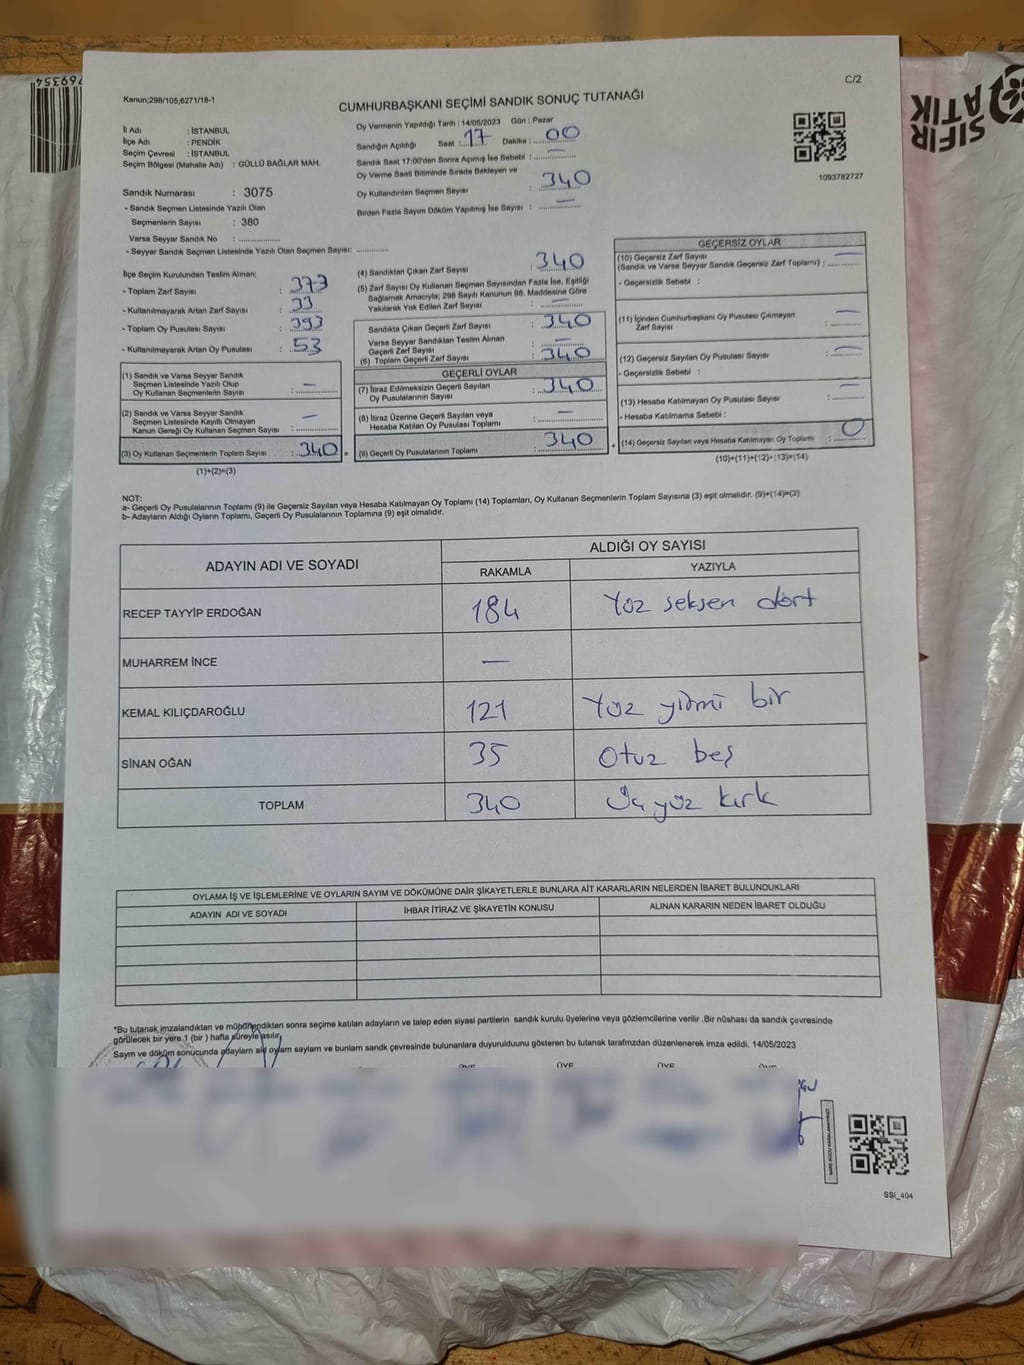 769354
SIFIR
ATIK
C/2
Kanun;298/105;6271/18-1
CUMHURBAŞKANI SEÇİMİ SANDIK SONUÇ TUTANAĞI
İl Adı : İSTANBUL
İlçe Adı : PENDİK
Seçim Çevresi : İSTANBUL
Seçim Bölgesi (Mahalle Adı) : GÜLLÜ BAĞLAR MAH.
Sandık Numarası : 3075
- Sandık Seçmen Listesinde Yazılı Olan
Seçmenlerin Sayısı : 380
Varsa Seyyar Sandık No : ..............
- Seyyar Sandık Seçmen Listesinde Yazılı Olan Seçmen Sayısı: ...........
Oy Vermenin Yapıldığı Tarih : 14/05/2023 Gün : Pazar
Sandığın Açıldığı Saat : 17 Dakika : 00
Sandık Saat 17:00'den Sonra Açımış İse Sebebi : —
Oy Verme Saati Bitiminde Sırada Bekleyen ve
Oy Kullandırılan Seçmen Sayısı : 340
Birden Fazla Sayım Döküm Yapılmış İse Sayısı : —
1093782727
İlçe Seçim Kurulundan Teslim Alınan;
- Toplam Zarf Sayısı : 373
- Kullanılmayarak Artan Zarf Sayısı : 33
- Toplam Oy Pusulası Sayısı : 393
- Kullanılmayarak Artan Oy Pusulası : 53
(1) Sandık ve Varsa Seyyar Sandık
Seçmen Listesinde Yazılı Olup
Oy Kullanan Seçmenlerin Sayısı : —
(2) Sandık ve Varsa Seyyar Sandık
Seçmen Listesinde Kayıtlı Olmayan
Kanun Gereği Oy Kullanan Seçmen Sayısı : —
(3) Oy Kullanan Seçmenlerin Toplam Sayısı : 340 =
(1)+(2)=(3)
(4) Sandıktan Çıkan Zarf Sayısı : 340
(5) Zarf Sayısı Oy Kullanan Seçmen Sayısından Fazla İse, Eşitliği
Sağlamak Amacıyla; 298 Sayılı Kanunun 98. Maddesine Göre
Yakılarak Yok Edilen Zarf Sayısı : —
Sandıkta Çıkan Geçerli Zarf Sayısı : 340
Varsa Seyyar Sandıktan Teslim Alınan
Geçerli Zarf Sayısı : —
(6) Toplam Geçerli Zarf Sayısı : 340
GEÇERLİ OYLAR
(7) İtiraz Edilmeksizin Geçerli Sayılan
Oy Pusulalarının Sayısı : 340
(8) İtiraz Üzerine Geçerli Sayılan veya
Hesaba Katılan Oy Pusulası Toplamı : —
(9) Geçerli Oy Pusulalarının Toplamı : 340 +
GEÇERSİZ OYLAR
(10) Geçersiz Zarf Sayısı
(Sandık ve Varsa Seyyar Sandık Geçersiz Zarf Toplamı) : —
- Geçersizlik Sebebi :
(11) İçinden Cumhurbaşkanı Oy Pusulası Çıkmayan
Zarf Sayısı : —
(12) Geçersiz Sayılan Oy Pusulası Sayısı : —
- Geçersizlik Sebebi :
(13) Hesaba Katılmayan Oy Pusulası Sayısı : —
- Hesaba Katılmama Sebebi :
(14) Geçersiz Sayılan veya Hesaba Katılmayan Oy Toplamı : 0
(10)+(11)+(12)+(13)=(14)
NOT:
a- Geçerli Oy Pusulalarının Toplamı (9) ile Geçersiz Sayılan veya Hesaba Katılmayan Oy Toplamı (14) Toplamları, Oy Kullanan Seçmenlerin Toplam Sayısına (3) eşit olmalıdır. (9)+(14)=(3)
b- Adayların Aldığı Oyların Toplamı, Geçerli Oy Pusulalarının Toplamına (9) eşit olmalıdır.
ADAYIN ADI VE SOYADI
ALDIĞI OY SAYISI
RAKAMLA YAZIYLA
RECEP TAYYİP ERDOĞAN 184 Yüz seksen dört
MUHARREM İNCE —
KEMAL KILIÇDAROĞLU 121 Yüz yirmi bir
SİNAN OĞAN 35 Otuz beş
TOPLAM 340 Üç yüz kırk
OYLAMA İŞ VE İŞLEMLERİNE VE OYLARIN SAYIM VE DÖKÜMÜNE DAİR ŞİKAYETLERLE BUNLARA AİT KARARLARIN NELERDEN İBARET BULUNDUKLARI
ADAYIN ADI VE SOYADI İHBAR İTİRAZ VE ŞİKAYETİN KONUSU ALINAN KARARIN NEDEN İBARET OLDUĞU
*Bu tutanak imzalandıktan ve mühürlendikten sonra seçime katılan adayların ve talep eden siyasi partilerin sandık kurulu üyelerine veya gözlemcilerine verilir .Bir nüshası da sandık çevresinde
görülecek bir yere 1 (bir ) hafta süreyle asılır.
Sayım ve döküm sonucunda adayların ald oyların sayların ve bunların sandk çevresinde bulunanlara duyurulduunu gösteren bu tutanak tarafmzdan düzenlenerek imza edildi. 14/05/2023
ÜYE ÜYE ÜYE ÜYE
SSİ_404